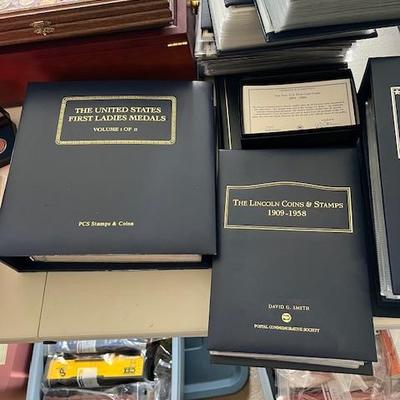 THE UNITED STATES
FIRST LADIES MEDALS
VOLUME I OF II
PCS Stamps & Coins
THE LINCOLN COINS & STAMPS
1909-1958
DAVID G. SMITH
POSTAL COMMEMORATIVE SOCIETY